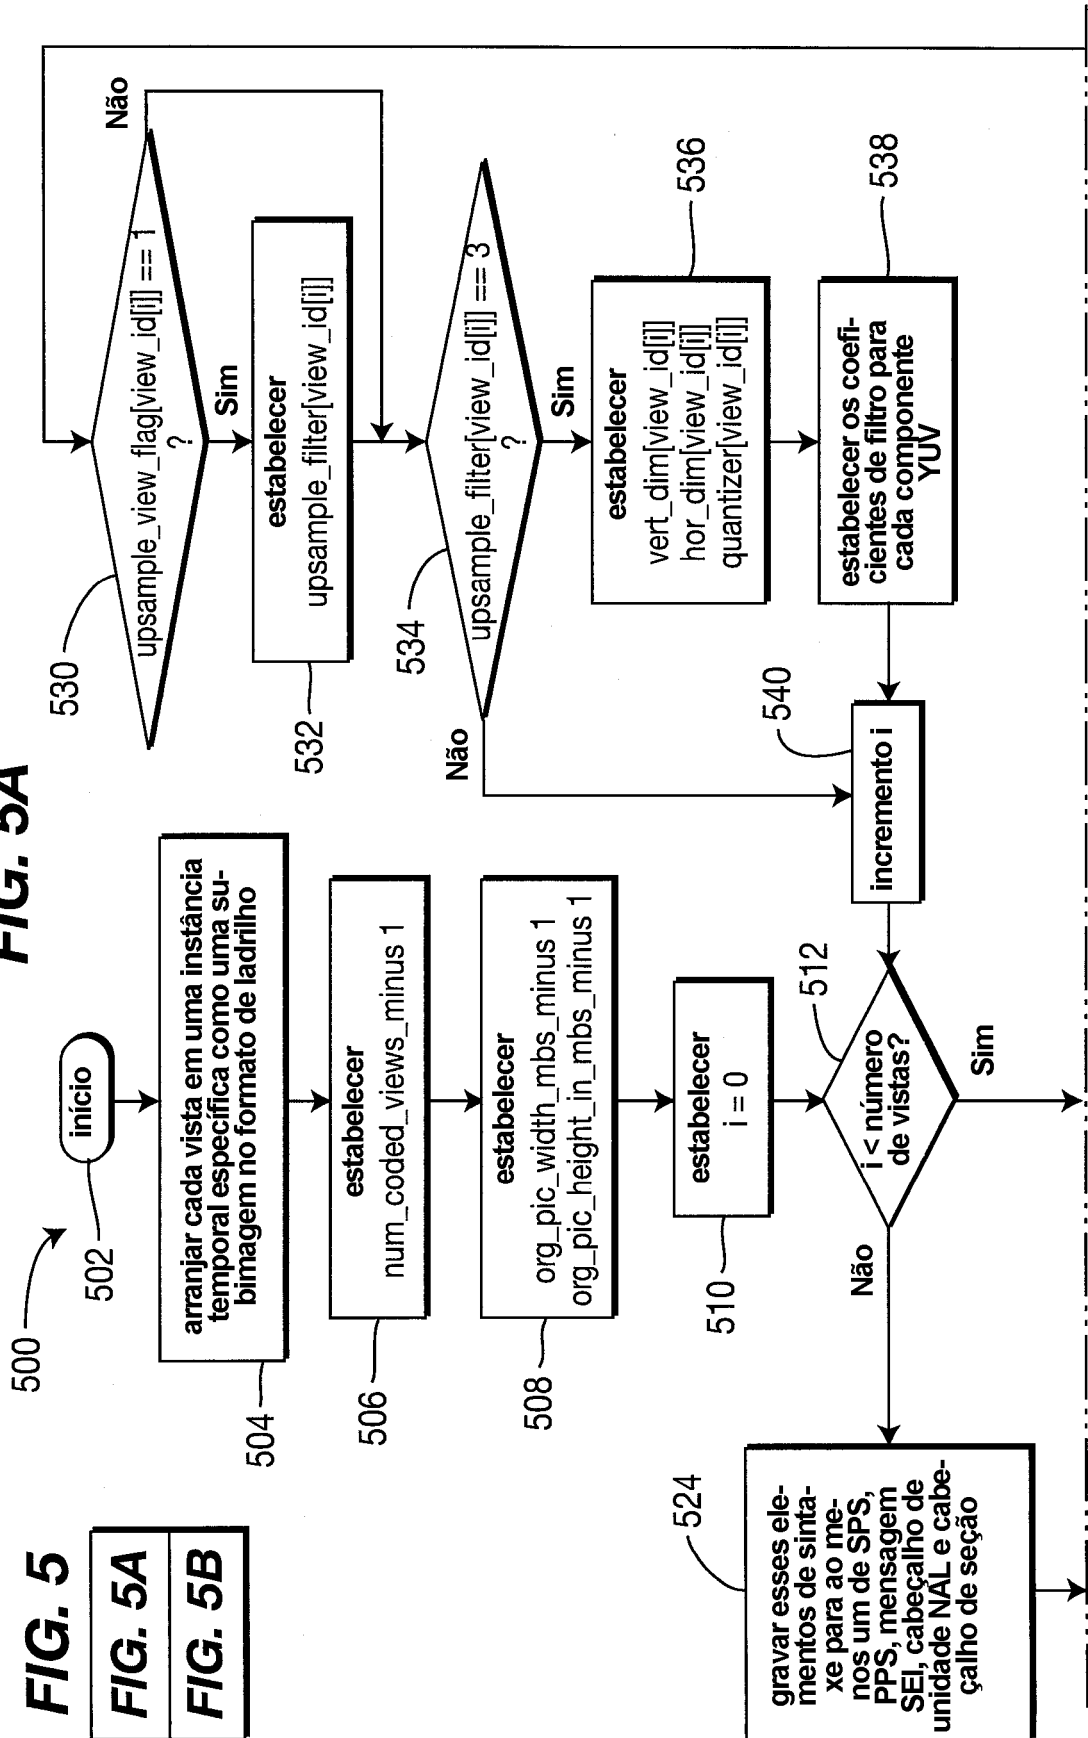 FIG. 5
FIG. 5A
FIG. 5B
FIG. 5A
500
502
início
504
arranjar cada vista em uma instância
temporal específica como uma su-
bimagem no formato de ladrilho
506
estabelecer
num_coded_views_minus 1
508
estabelecer
org_pic_width_mbs_minus 1
org_pic_height_in_mbs_minus 1
510
estabelecer
i = 0
512
i < número
de vistas?
Não
Sim
524
gravar esses ele-
mentos de sinta-
xe para ao me-
nos um de SPS,
PPS, mensagem
SEI, cabeçalho de
unidade NAL e cabe-
çalho de seção
530
upsample_view_flag[view_id[i]] == 1
?
Não
Sim
532
estabelecer
upsample_filter[view_id[i]]
534
upsample_filter[view_id[i]] == 3
?
Não
Sim
536
estabelecer
vert_dim[view_id[i]]
hor_dim[view_id[i]]
quantizer[view_id[i]]
538
estabelecer os coefi-
cientes de filtro para
cada componente
YUV
540
incremento i